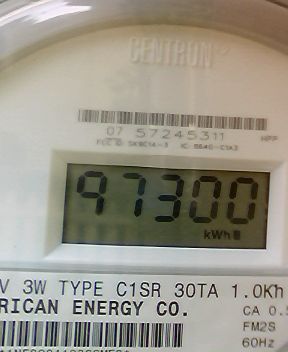 CENTRON
07 57245311 HPP
97300
kWh
V 3W TYPE C1SR 30TA 1.0Kh
RICAN ENERGY CO.
CA 0.5
FM2S
60Hz